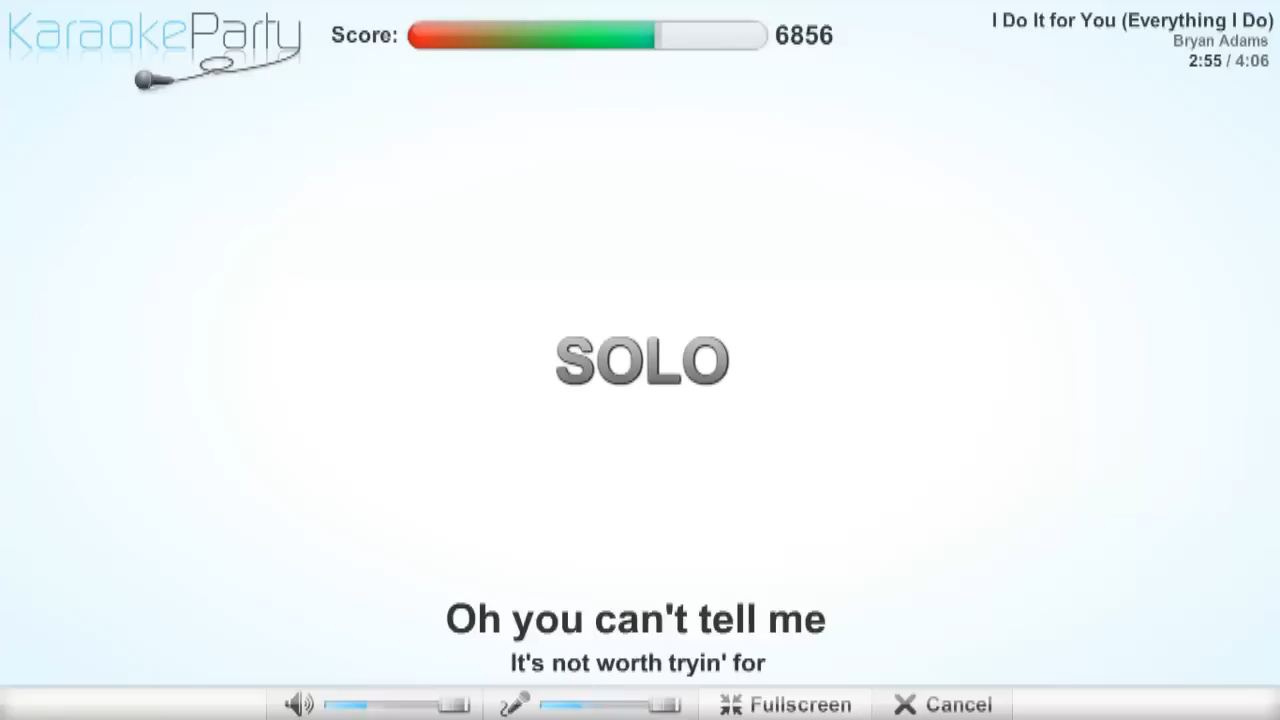 KaraokeParty
Score: 6856
I Do It for You (Everything I Do)
Bryan Adams
2:55 / 4:06
SOLO
Oh you can't tell me
It's not worth tryin' for
Fullscreen
Cancel